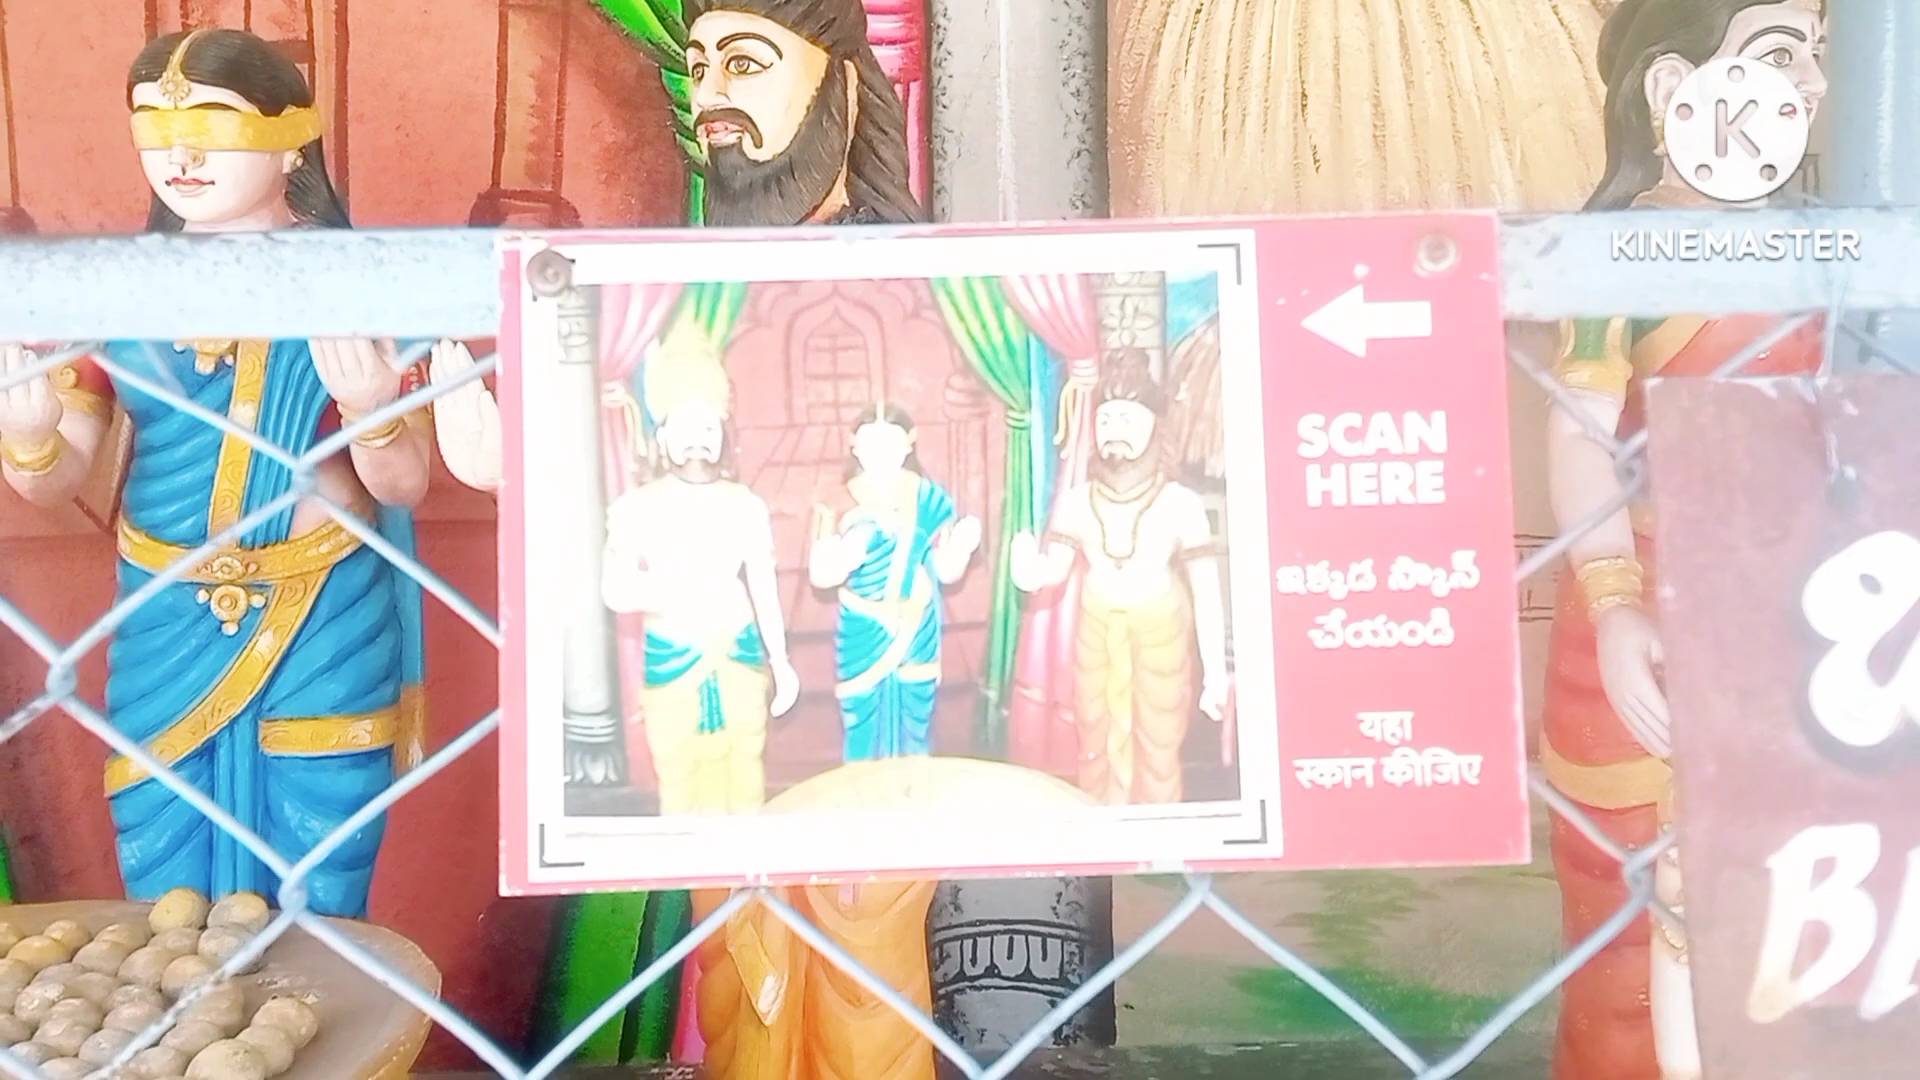 K
KINEMASTER
SCAN
HERE
ఇక్కడ స్కాన్
చేయండి
यहा
स्कान कीजिए